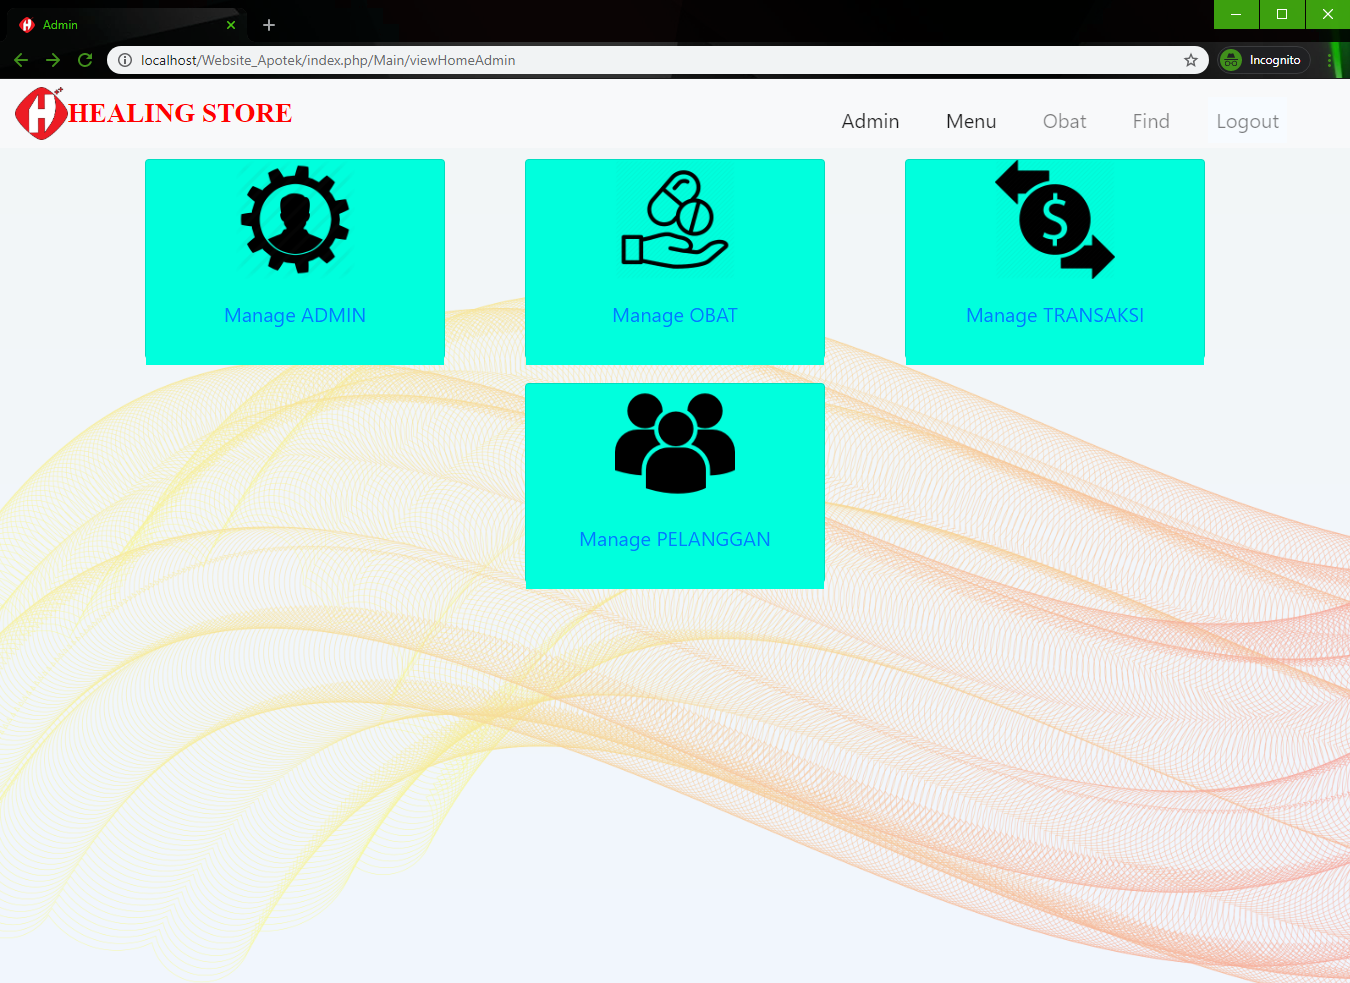 Admin
localhost/Website_Apotek/index.php/Main/viewHomeAdmin
Incognito
HEALING STORE
Admin Menu Obat Find Logout
Manage ADMIN
Manage OBAT
Manage TRANSAKSI
Manage PELANGGAN